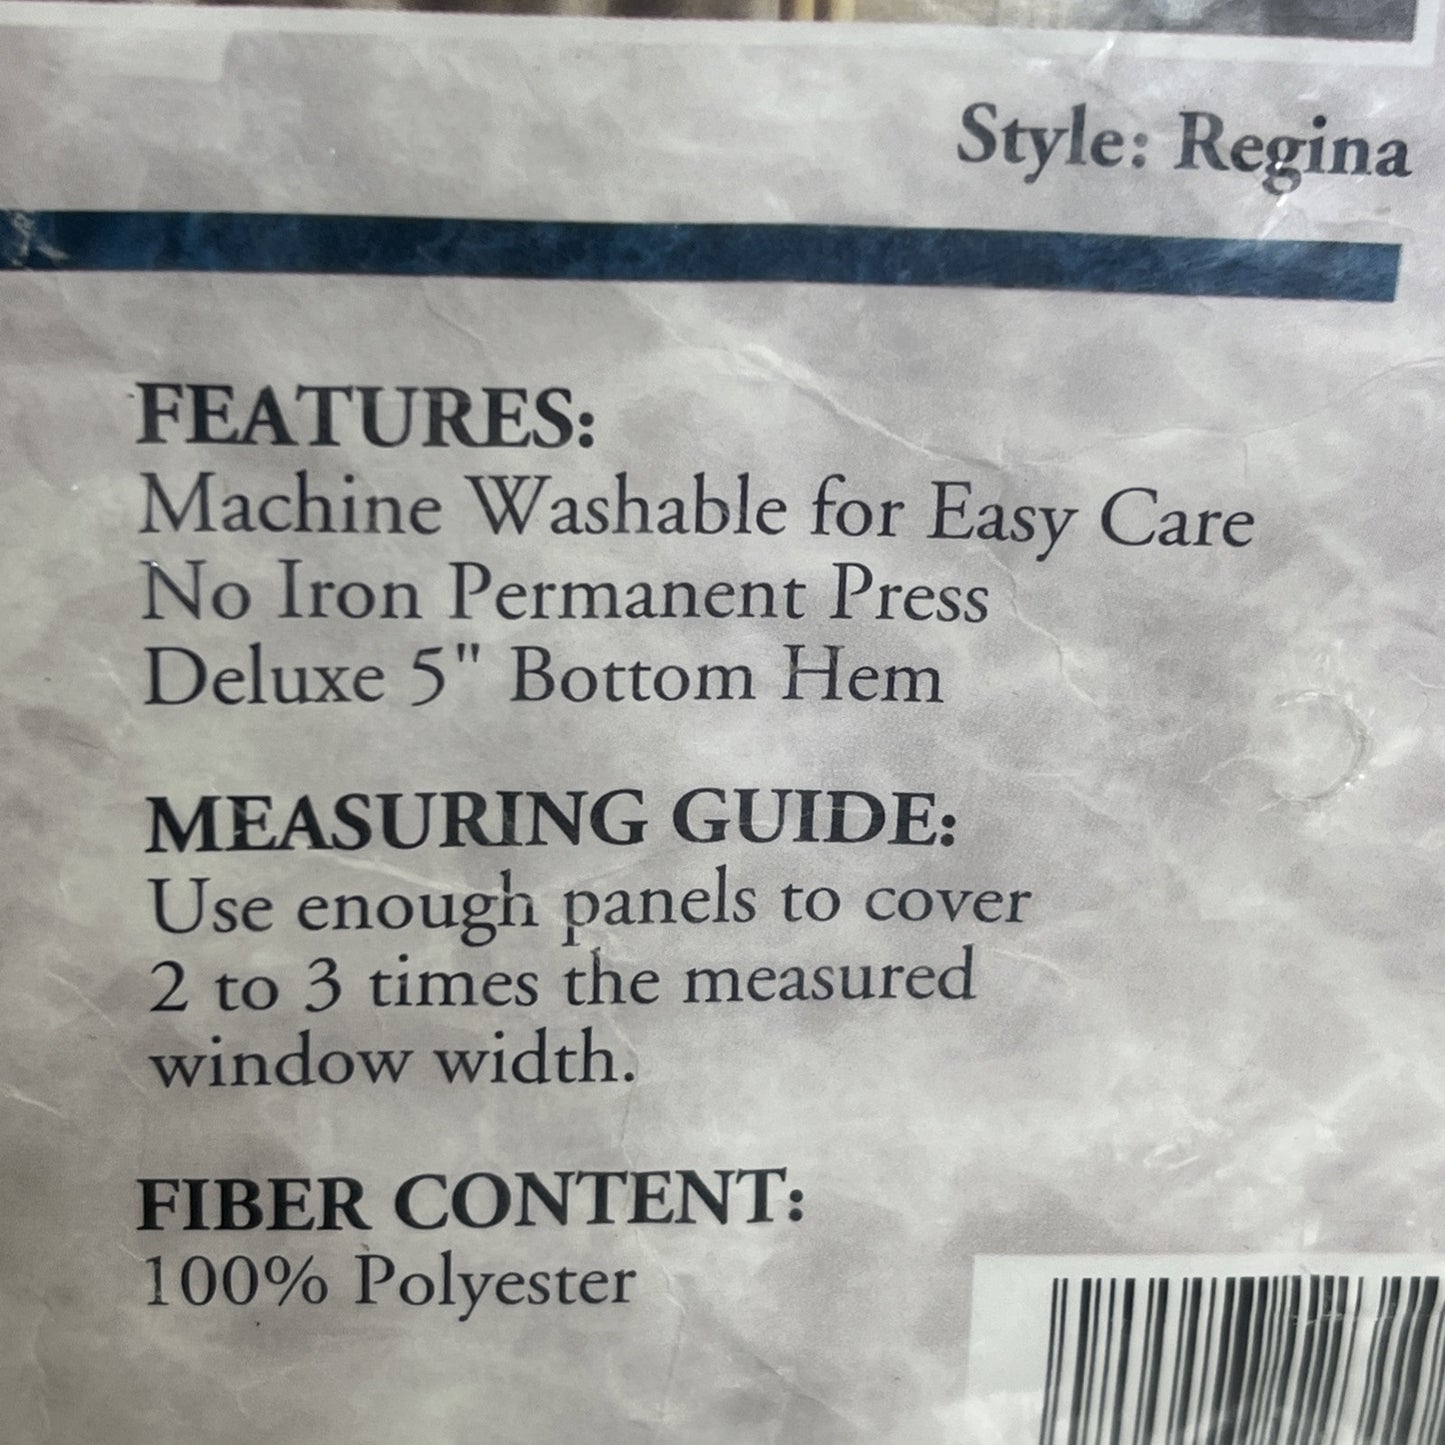 Style: Regina
FEATURES:
Machine Washable for Easy Care
No Iron Permanent Press
Deluxe 5" Bottom Hem
MEASURING GUIDE:
Use enough panels to cover
2 to 3 times the measured
window width.
FIBER CONTENT:
100% Polyester